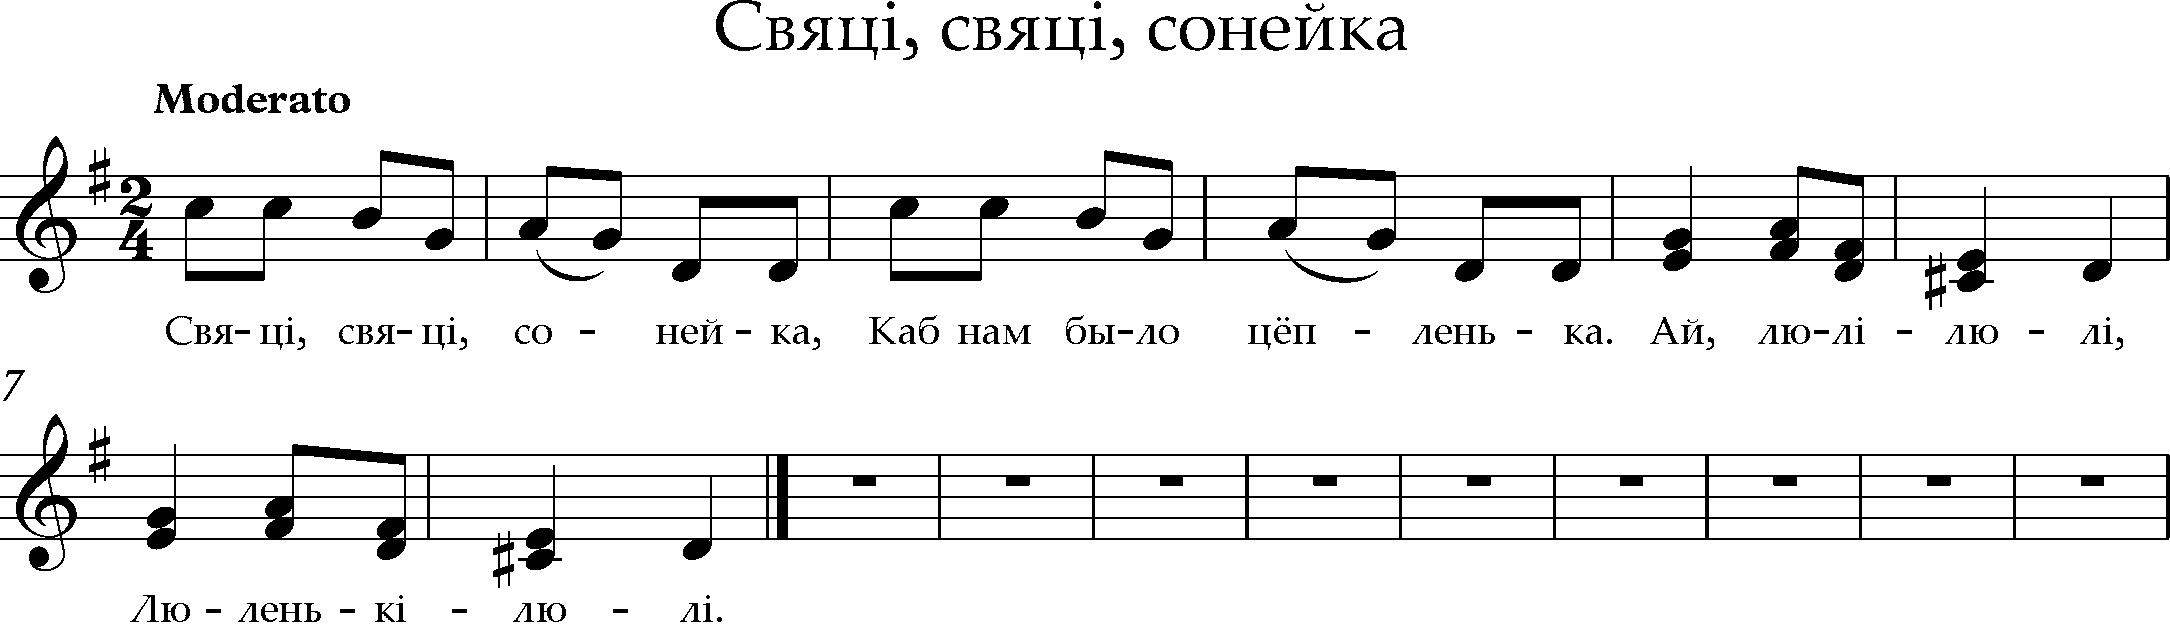 Свяці, свяці, сонейка
Moderato
2
4
Свя-ці, свя-ці, со - ней - ка, Каб нам бы-ло цёп - лень - ка. Ай, лю-лі - лю - лі,
7
Лю - лень - кі - лю - лі.